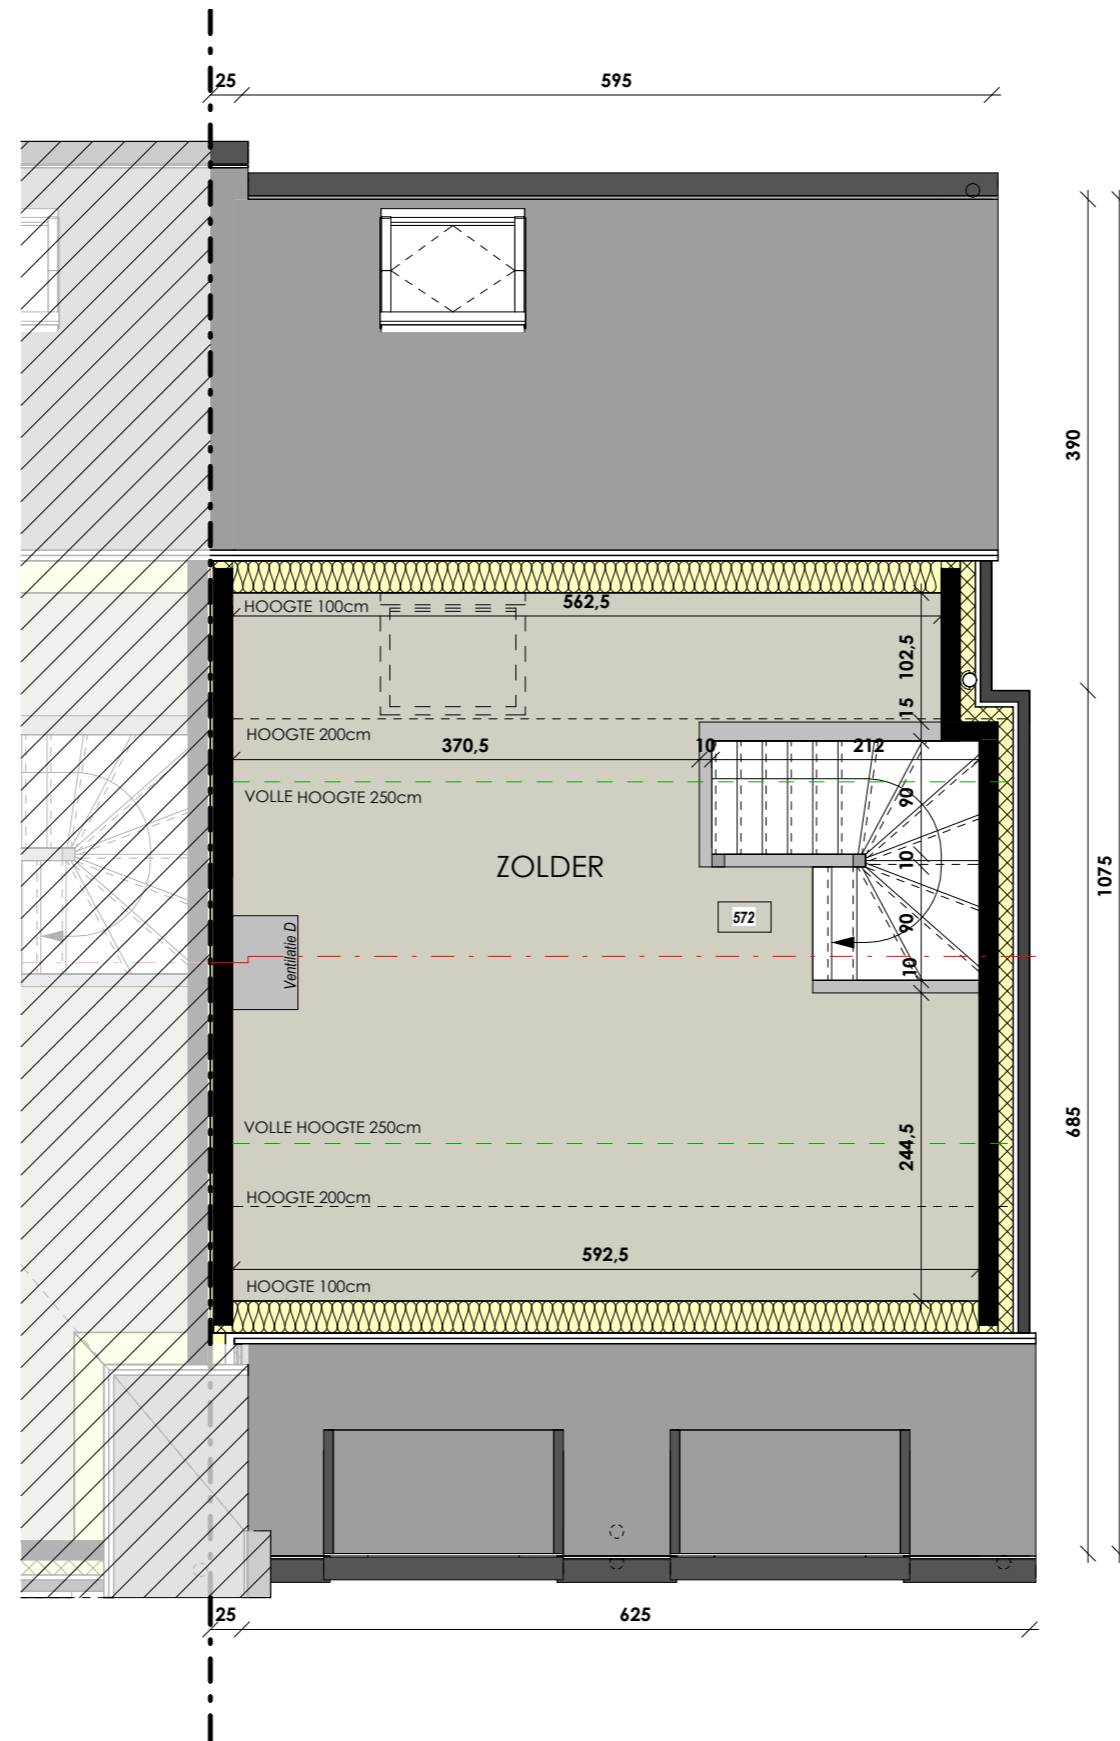 25 595
390
HOOGTE 100cm 562,5
102,5
15
HOOGTE 200cm
370,5 10 212
VOLLE HOOGTE 250cm
90
ZOLDER
10
1075
572
90
Ventilatie D
10
685
VOLLE HOOGTE 250cm
244,5
HOOGTE 200cm
592,5
HOOGTE 100cm
25 625